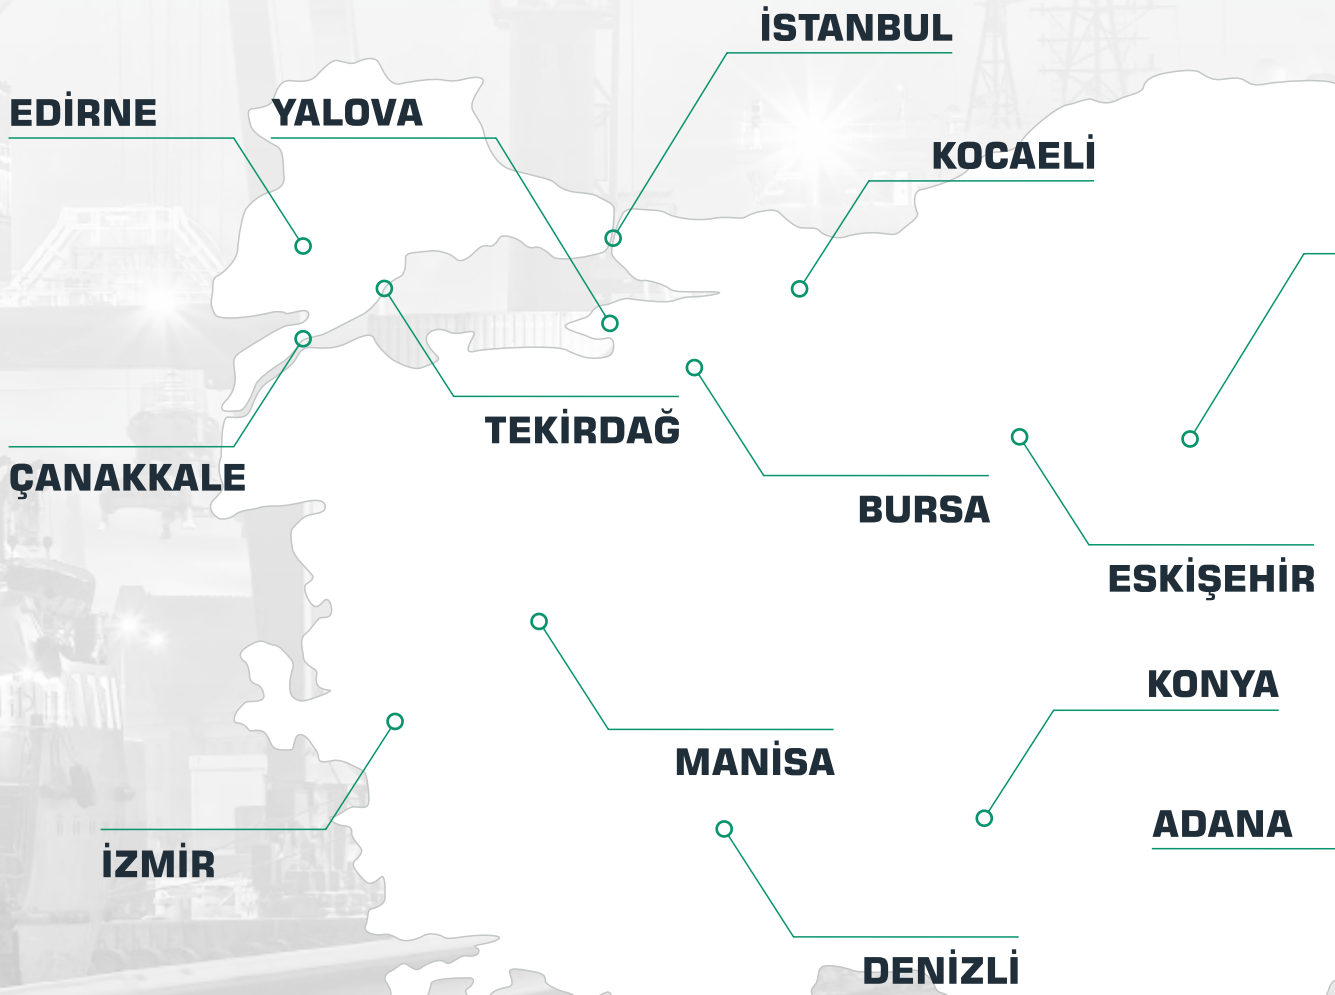 İSTANBUL
EDİRNE
YALOVA
KOCAELİ
TEKİRDAĞ
ÇANAKKALE
BURSA
ESKİŞEHİR
KONYA
MANİSA
ADANA
İZMİR
DENİZLİ